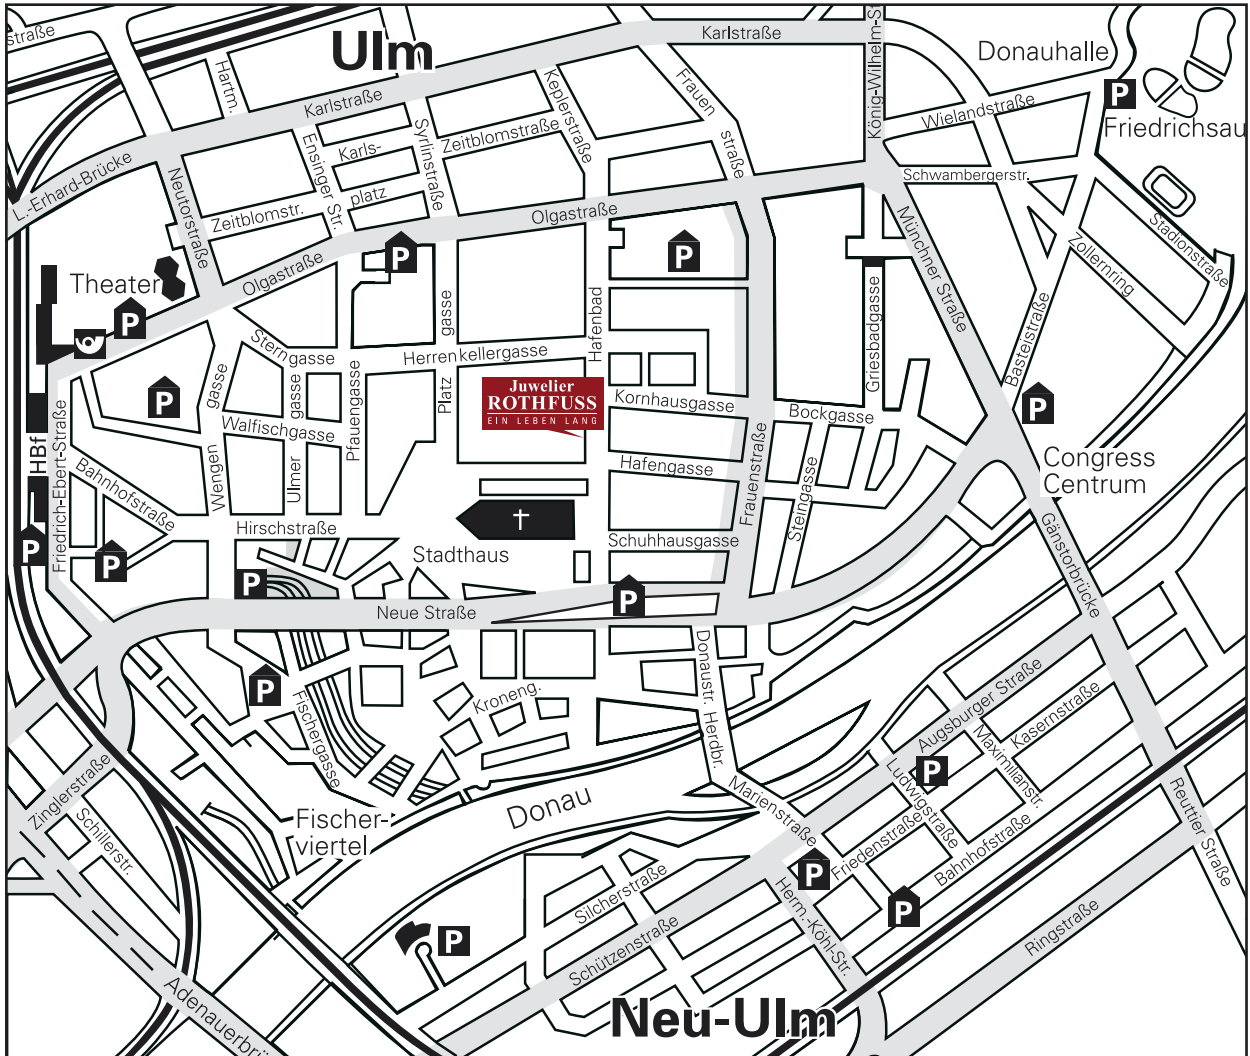 straße
Ulm
Karlstraße
König-Wilhelm-St
Donauhalle
P
Friedrichsau
Hartm.
Karlstraße
Keplerstraße
Frauen
straße
Wielandstraße
Ensinger Str.
Karls-
platz
Syrlinstraße
Zeitblomstraße
L.-Erhard-Brücke
Neutorstraße
Zeitblomstr.
Olgastraße
Schwambergerstr.
Münchner Straße
Stadionstraße
Zollernring
Theater
Olgastraße
P
P
P
Sterngasse
Pfauengasse
gasse
Platz
Herrenkellergasse
Hafenbad
Griesbadgasse
Basteistraße
P
gasse
Wengen
gasse
Ulmer
Walfischgasse
Juwelier
ROTHFUSS
EIN LEBEN LANG
Kornhausgasse
Bockgasse
P
HBf
Friedrich-Ebert-Straße
Bahnhofstraße
Hafengasse
Frauenstraße
Steingasse
Congress
Centrum
Hirschstraße
Stadthaus
Schuhhausgasse
Gänstorbrücke
P
P
P
P
Neue Straße
P
Fischergasse
Kroneng.
Donaustr.
Herdbr.
Augsburger Straße
Kasernstraße
Maximilianstr.
P
Ludwigstraße
Reuttier Straße
Zinglerstraße
Schillerstr.
Fischer-
viertel
Donau
Marienstraße
Friedenstraße
Bahnhofstraße
P
P
Silcherstraße
Schützenstraße
Herm.-Köhl-Str.
Ringstraße
P
Adenauerbrü
Neu-Ulm